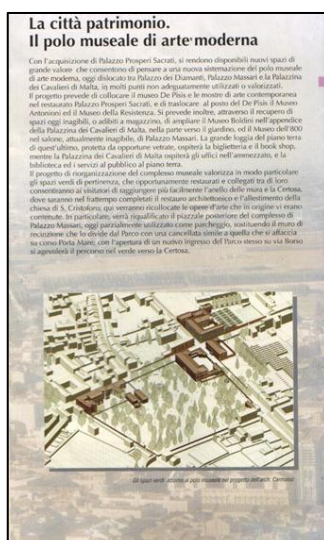 La città patrimonio.
Il polo museale di arte moderna
Con l'acquisizione di Palazzo Prosperi Sacrati, si rendono disponibili nuovi spazi di
grande valore che consentono di pensare a una nuova sistemazione del polo museale
di arte moderna, oggi dislocato tra Palazzo dei Diamanti, Palazzo Massari e la Palazzina
dei Cavalieri di Malta, in molti punti non adeguatamente utilizzati o valorizzati.
Il progetto prevede di collocare il museo De Pisis e le mostre di arte contemporanea
nel restaurato Palazzo Prosperi Sacrati, e di traslocare al posto del De Pisis il Museo
Antonioni ed il Museo della Resistenza. Si prevede inoltre, attraverso il recupero di
spazi oggi inagibili, o adibiti a magazzino, di ampliare il Museo Boldini nell'appendice
della Palazzina dei Cavalieri di Malta, nella parte verso il giardino, ed il Museo dell'800
nel salone, attualmente inagibile, di Palazzo Massari. La grande loggia del piano terra
di quest'ultimo, protetta da opportune vetrate, ospiterà la biglietteria e il book shop,
mentre la Palazzina dei Cavalieri di Malta ospiterà gli uffici nell'ammezzato, e la
biblioteca ed i servizi al pubblico al piano terra.
Il progetto di riorganizzazione del complesso museale valorizza in modo particolare
gli spazi verdi di pertinenza, che opportunamente restaurati e collegati tra di loro
consentiranno ai visitatori di raggiungere più facilmente l'anello delle mura e la Certosa,
dove saranno nel frattempo completati il restauro architettonico e l'allestimento della
chiesa di S. Cristoforo, qui verranno ricollocate le opere d'arte che in origine vi erano
contenute. In particolare, verrà riqualificato il piazzale posteriore del complesso di
Palazzo Massari, oggi parzialmente utilizzato come parcheggio, sostituendo il muro di
recinzione che lo divide dal Parco con una cancellata simile a quella che si affaccia
su corso Porta Mare; con l'apertura di un nuovo ingresso del Parco stesso su via Borso
si agevolerà il percorso nel verde verso la Certosa.
Gli spazi verdi attorno al polo museale nel progetto dell'arch.